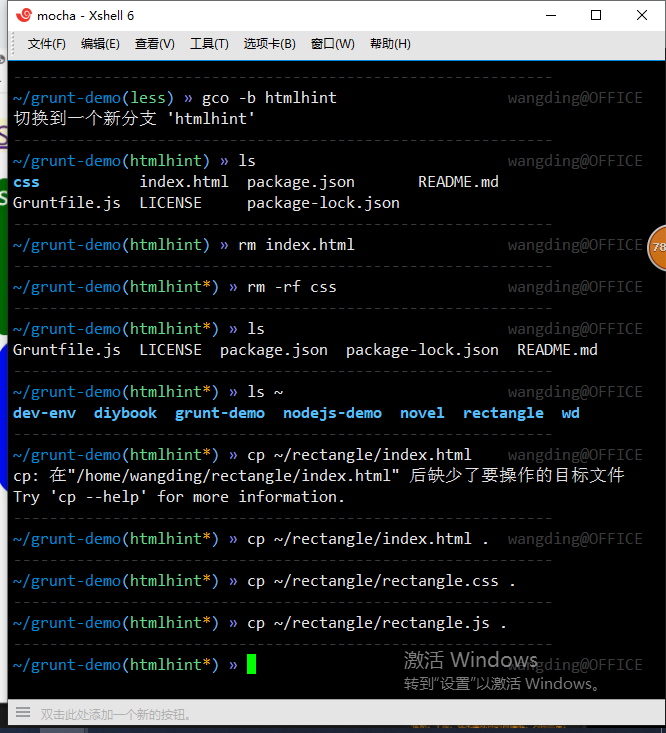 mocha - Xshell 6
文件(F) 编辑(E) 查看(V) 工具(T) 选项卡(B) 窗口(W) 帮助(H)
------------------------------------------------------------
~/grunt-demo(less) » gco -b htmlhint wangding@OFFICE
切换到一个新分支 'htmlhint'
------------------------------------------------------------
~/grunt-demo(htmlhint) » ls wangding@OFFICE
css index.html package.json README.md
Gruntfile.js LICENSE package-lock.json
------------------------------------------------------------
~/grunt-demo(htmlhint) » rm index.html wangding@OFFICE
------------------------------------------------------------
~/grunt-demo(htmlhint*) » rm -rf css wangding@OFFICE
------------------------------------------------------------
~/grunt-demo(htmlhint*) » ls wangding@OFFICE
Gruntfile.js LICENSE package.json package-lock.json README.md
------------------------------------------------------------
~/grunt-demo(htmlhint*) » ls ~ wangding@OFFICE
dev-env diybook grunt-demo nodejs-demo novel rectangle wd
------------------------------------------------------------
~/grunt-demo(htmlhint*) » cp ~/rectangle/index.html wangding@OFFICE
cp: 在"/home/wangding/rectangle/index.html" 后缺少了要操作的目标文件
Try 'cp --help' for more information.
------------------------------------------------------------
~/grunt-demo(htmlhint*) » cp ~/rectangle/index.html . wangding@OFFICE
------------------------------------------------------------
~/grunt-demo(htmlhint*) » cp ~/rectangle/rectangle.css . wangding@OFFICE
------------------------------------------------------------
~/grunt-demo(htmlhint*) » cp ~/rectangle/rectangle.js . wangding@OFFICE
------------------------------------------------------------
~/grunt-demo(htmlhint*) » wangding@OFFICE
激活 Windows
转到"设置"以激活 Windows。
双击此处添加一个新的按钮。
78